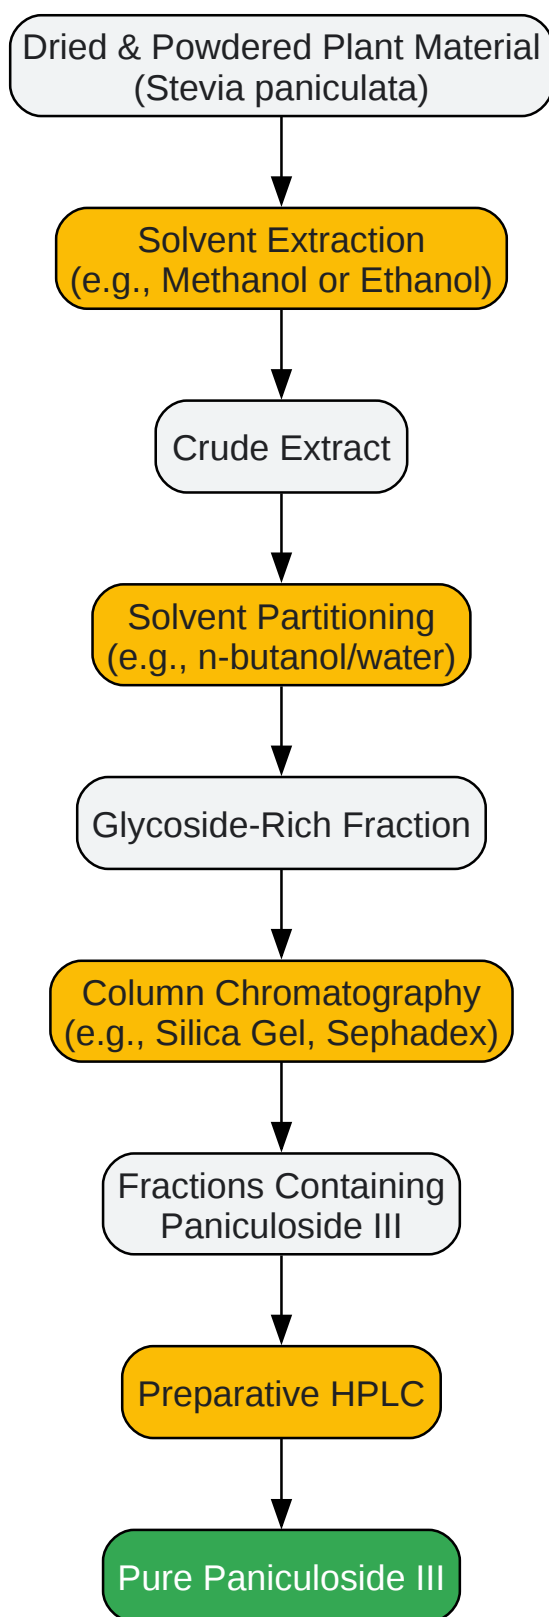 Dried & Powdered Plant Material
(Stevia paniculata)
Solvent Extraction
(e.g., Methanol or Ethanol)
Crude Extract
Solvent Partitioning
(e.g., n-butanol/water)
Glycoside-Rich Fraction
Column Chromatography
(e.g., Silica Gel, Sephadex)
Fractions Containing
Paniculoside III
Preparative HPLC
Pure Paniculoside III